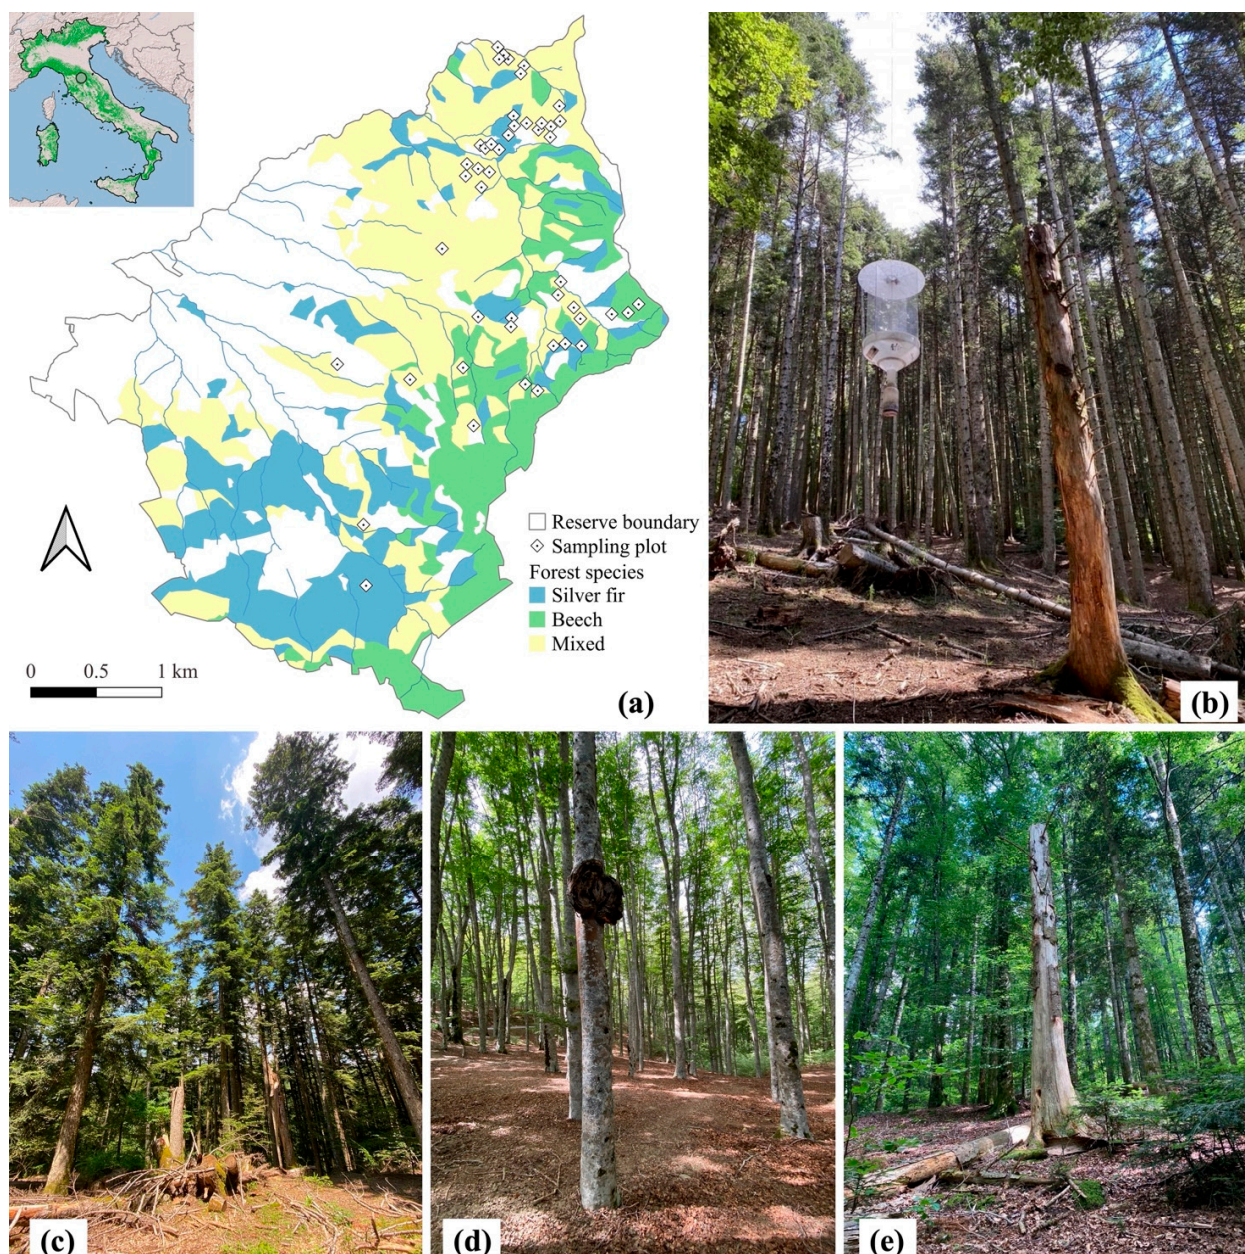 Reserve boundary
Sampling plot
Forest species
Silver fir
Beech
Mixed
0 0.5 1 km
(a)
(b)
(c)
(d)
(e)